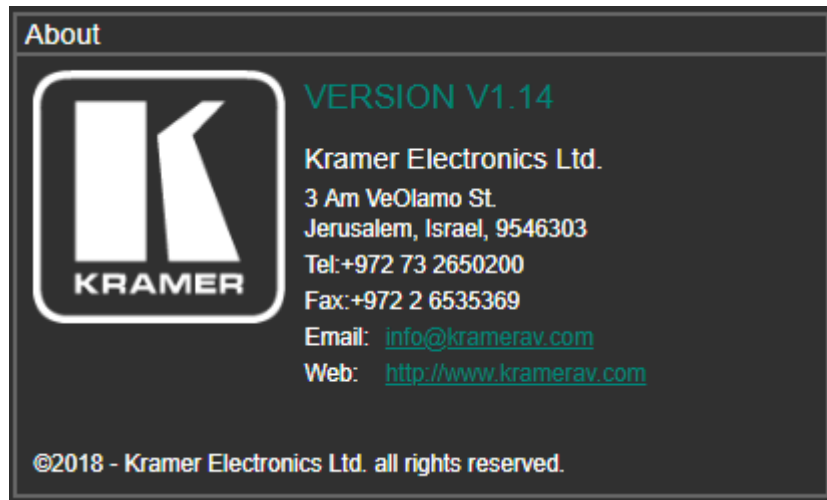 About
KRAMER
VERSION V1.14
Kramer Electronics Ltd.
3 Am VeOlamo St.
Jerusalem, Israel, 9546303
Tel:+972 73 2650200
Fax:+972 2 6535369
Email: info@kramerav.com
Web: http://www.kramerav.com
©2018 - Kramer Electronics Ltd. all rights reserved.